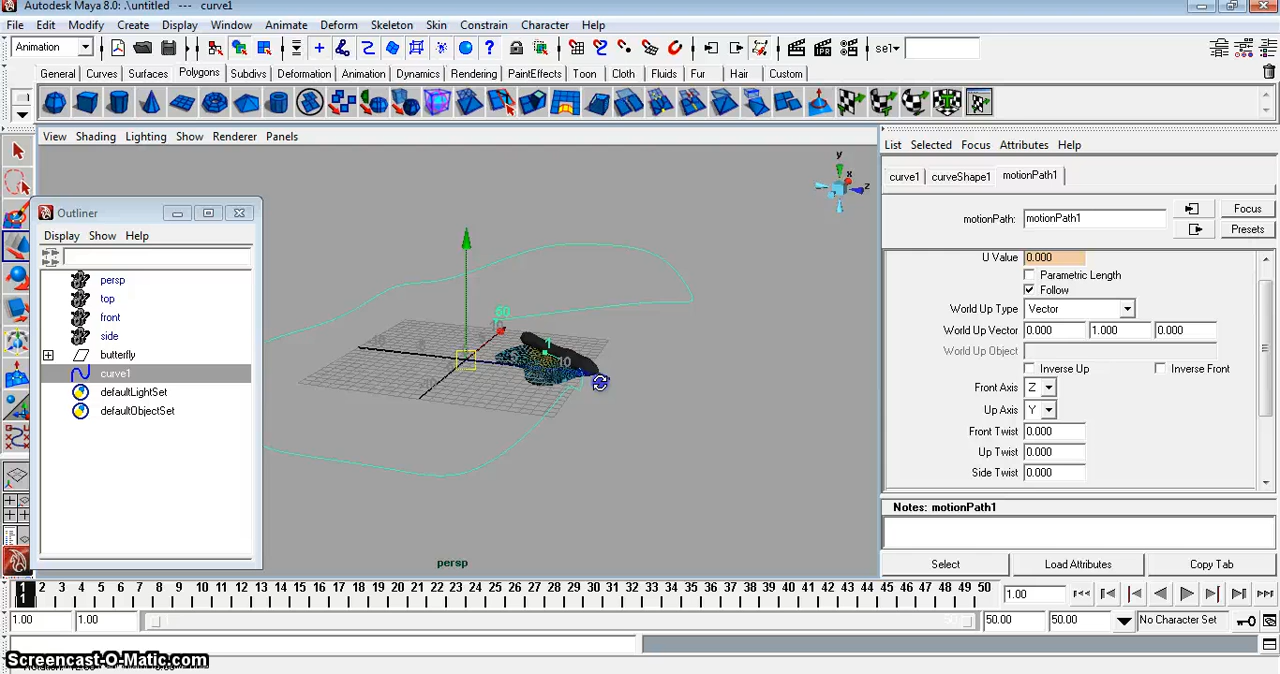 Autodesk Maya 8.0: .\untitled --- curve1
File Edit Modify Create Display Window Animate Deform Skeleton Skin Constrain Character Help
Animation
sel
General Curves Surfaces Polygons Subdivs Deformation Animation Dynamics Rendering PaintEffects Toon Cloth Fluids Fur Hair Custom
View Shading Lighting Show Renderer Panels
List Selected Focus Attributes Help
curve1 curveShape1 motionPath1
motionPath: motionPath1
Focus
Presets
U Value 0.000
Parametric Length
Follow
World Up Type Vector
World Up Vector 0.000 1.000 0.000
World Up Object
Inverse Up Inverse Front
Front Axis Z
Up Axis Y
Front Twist 0.000
Up Twist 0.000
Side Twist 0.000
Notes: motionPath1
Select Load Attributes Copy Tab
Outliner
Display Show Help
persp
top
front
side
butterfly
curve1
defaultLightSet
defaultObjectSet
y
x
z
50
10
1
10
persp
1 2 3 4 5 6 7 8 9 10 11 12 13 14 15 16 17 18 19 20 21 22 23 24 25 26 27 28 29 30 31 32 33 34 35 36 37 38 39 40 41 42 43 44 45 46 47 48 49 50
1.00
1.00 1.00 50.00 50.00 No Character Set
Screencast-O-Matic.com